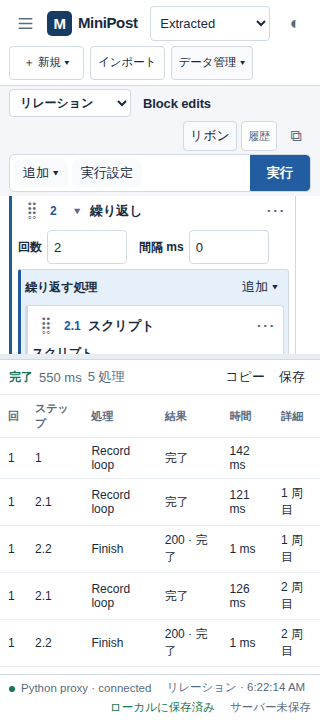 M MiniPost Extracted
＋ 新規 ▾ インポート データ管理 ▾
リレーション Block edits
リボン 履歴
追加 ▾ 実行設定 実行
2 ▼ 繰り返し ···
回数 2 間隔 ms 0
繰り返す処理 追加 ▾
2.1 スクリプト ···
スクリプト
完了 550 ms 5 処理 コピー 保存
回 ステップ 処理 結果 時間 詳細
1 1 Record loop 完了 142 ms
1 2.1 Record loop 完了 121 ms 1 周目
1 2.2 Finish 200 · 完了 1 ms 1 周目
1 2.1 Record loop 完了 126 ms 2 周目
1 2.2 Finish 200 · 完了 1 ms 2 周目
Python proxy · connected リレーション · 6:22:14 AM
ローカルに保存済み サーバー未保存